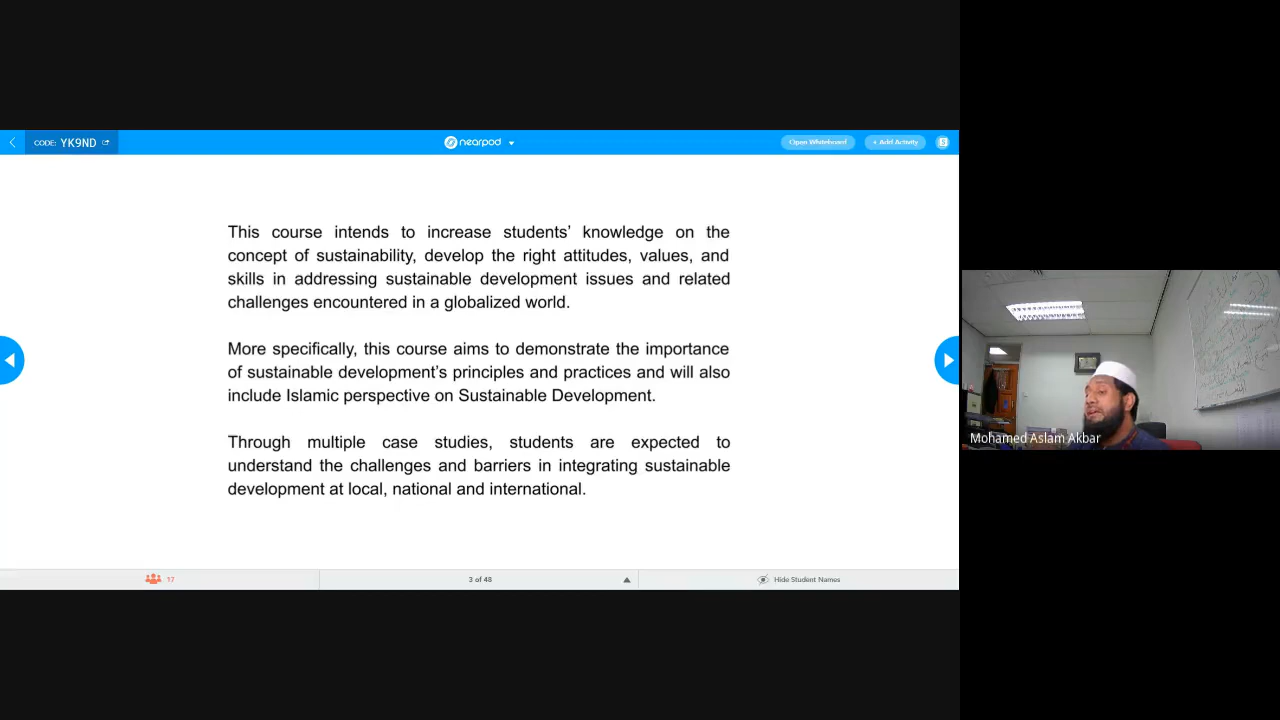 CODE: YK9ND
nearpod
Open Whiteboard
+ Add Activity
This course intends to increase students’ knowledge on the
concept of sustainability, develop the right attitudes, values, and
skills in addressing sustainable development issues and related
challenges encountered in a globalized world.
More specifically, this course aims to demonstrate the importance
of sustainable development’s principles and practices and will also
include Islamic perspective on Sustainable Development.
Through multiple case studies, students are expected to
understand the challenges and barriers in integrating sustainable
development at local, national and international.
17
3 of 48
Hide Student Names
Mohamed Aslam Akbar